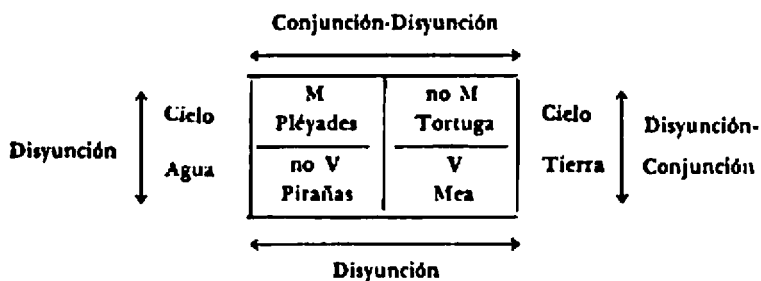 Conjunción-Disyunción
M no M
Cielo Pléyades Tortuga Cielo Disyunción-
Disyunción
Agua no V V Tierra Conjunción
Pirañas Mea
Disyunción